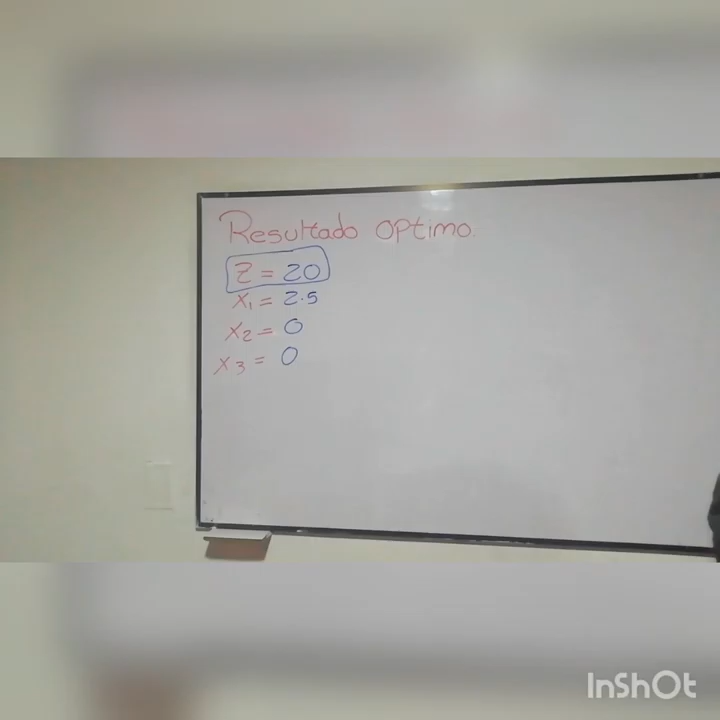 Resultado optimo.
Z = 20
X1 = 2.5
X2 = 0
X3 = 0
InShOt